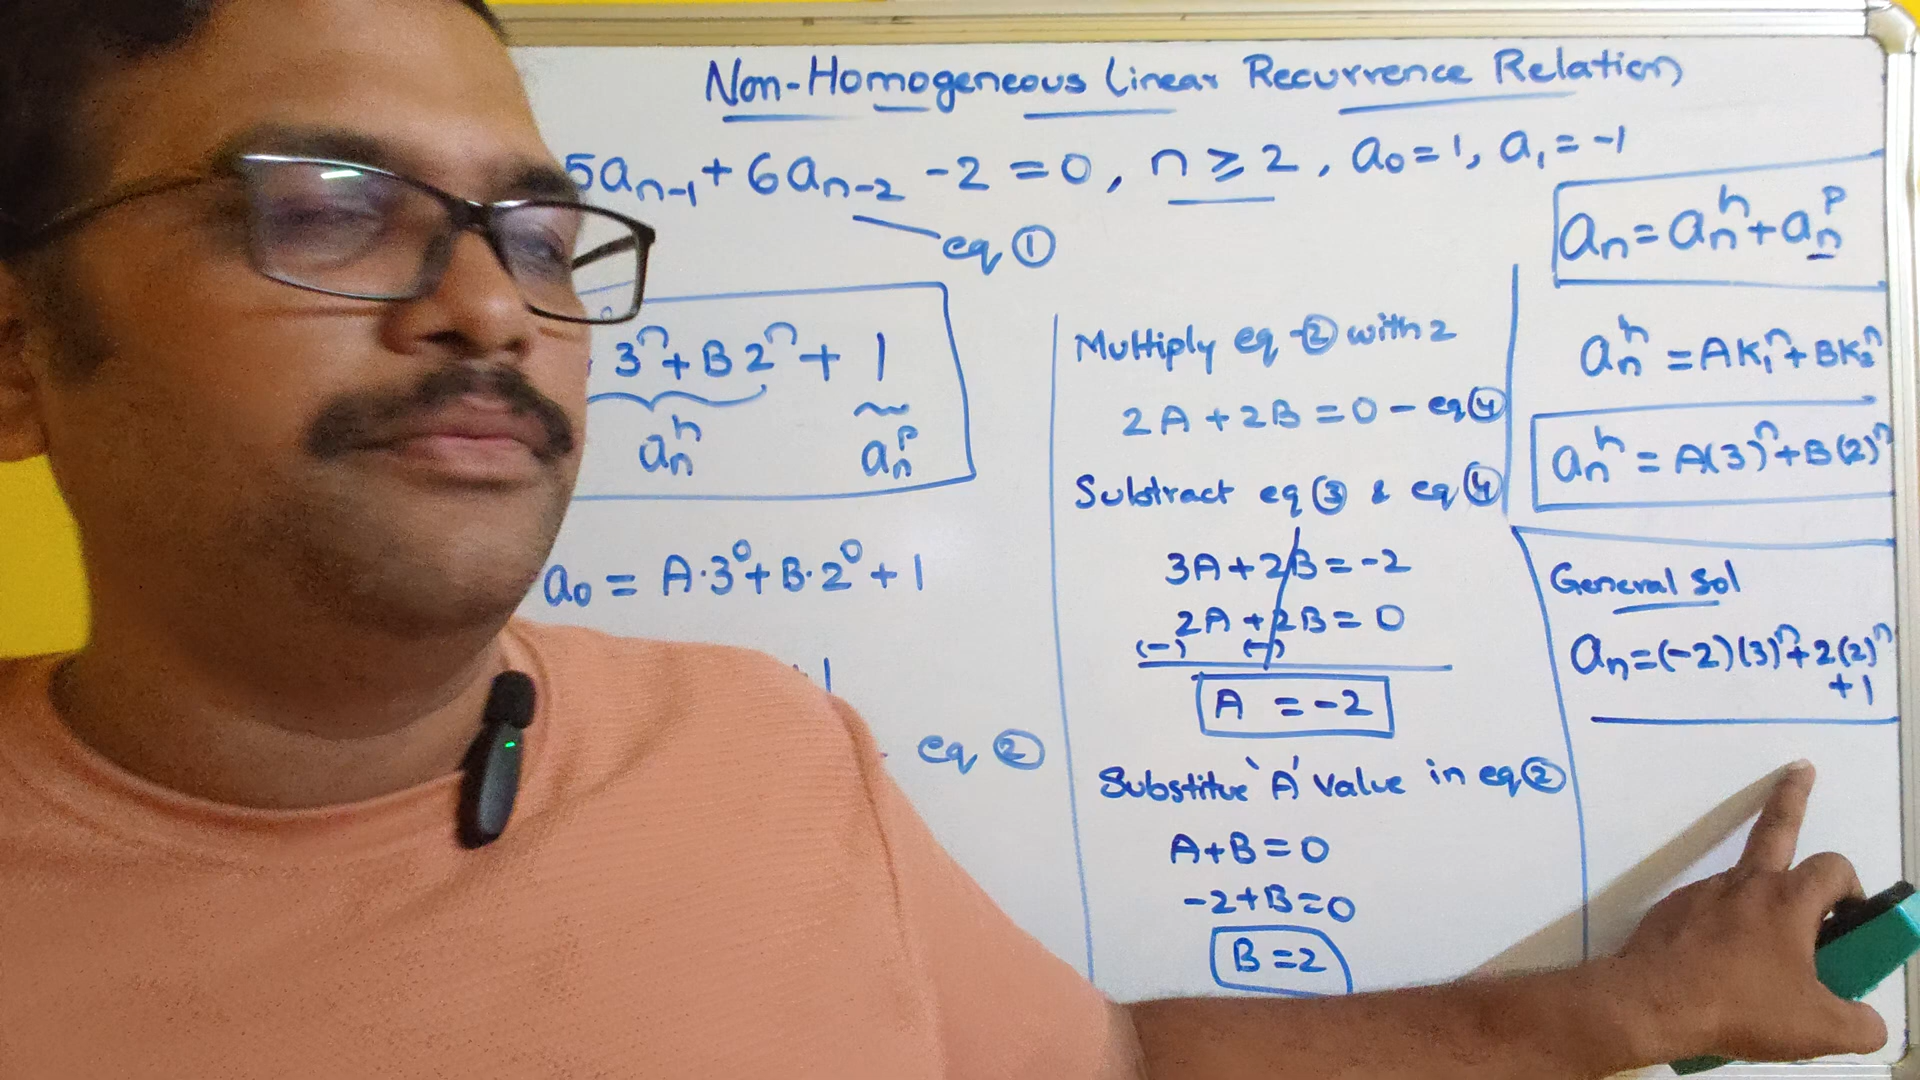 Non-Homogeneous Linear Recurrence Relation
5aₙ₋₁ + 6aₙ₋₂ - 2 = 0, n ≥ 2, a₀ = 1, a₁ = -1
eq ①
3ⁿ + B 2ⁿ + 1
aₙʰ aₙᵖ
a₀ = A·3⁰ + B·2⁰ + 1
+1
eq ②
Multiply eq ② with 2
2A + 2B = 0 - eq ④
Substract eq ③ & eq ④
3A + 2B = -2
2A + 2B = 0
(-) (-)
A = -2
Substitue 'A' value in eq ②
A + B = 0
-2 + B = 0
B = 2
aₙ = aₙʰ + aₙᵖ
aₙʰ = AK₁ⁿ + BK₂ⁿ
aₙʰ = A(3)ⁿ + B(2)ⁿ
General Sol
aₙ = (-2)(3)ⁿ + 2(2)ⁿ
+1